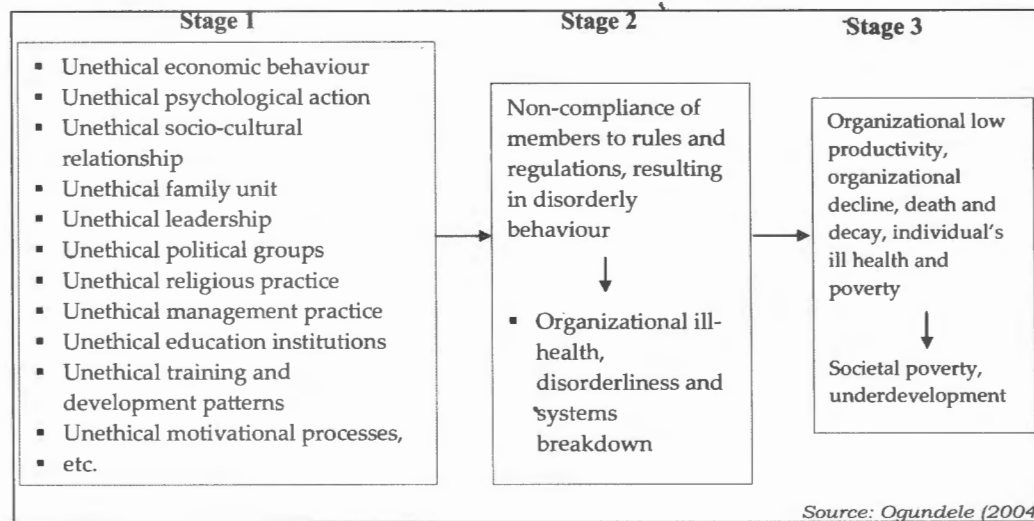 Stage 1
▪ Unethical economic behaviour
▪ Unethical psychological action
▪ Unethical socio-cultural
relationship
▪ Unethical family unit
▪ Unethical leadership
▪ Unethical political groups
▪ Unethical religious practice
▪ Unethical management practice
▪ Unethical education institutions
▪ Unethical training and
development patterns
▪ Unethical motivational processes,
▪ etc.
Stage 2
Non-compliance of
members to rules and
regulations, resulting
in disorderly
behaviour
▪ Organizational ill-
health,
disorderliness and
systems
breakdown
Stage 3
Organizational low
productivity,
organizational
decline, death and
decay, individual's
ill health and
poverty
Societal poverty,
underdevelopment
Source: Ogundele (2004